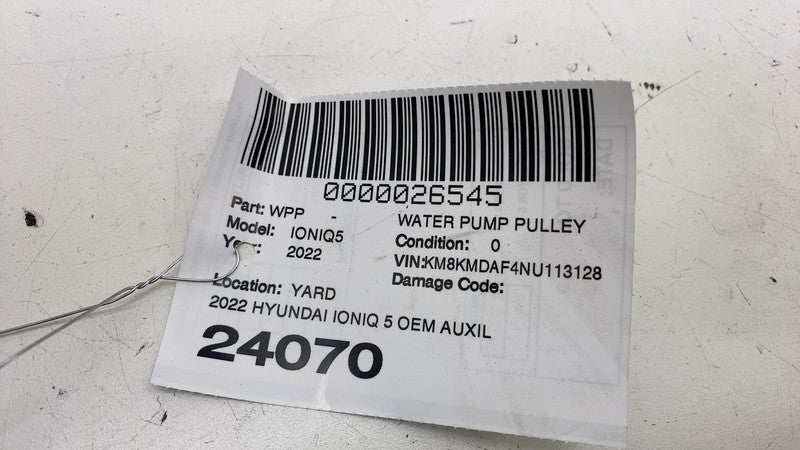 0000026545
Part: WPP - WATER PUMP PULLEY
Model: IONIQ5 Condition: 0
Year: 2022 VIN:KM8KMDAF4NU113128
Damage Code:
Location: YARD
2022 HYUNDAI IONIQ 5 OEM AUXIL
24070